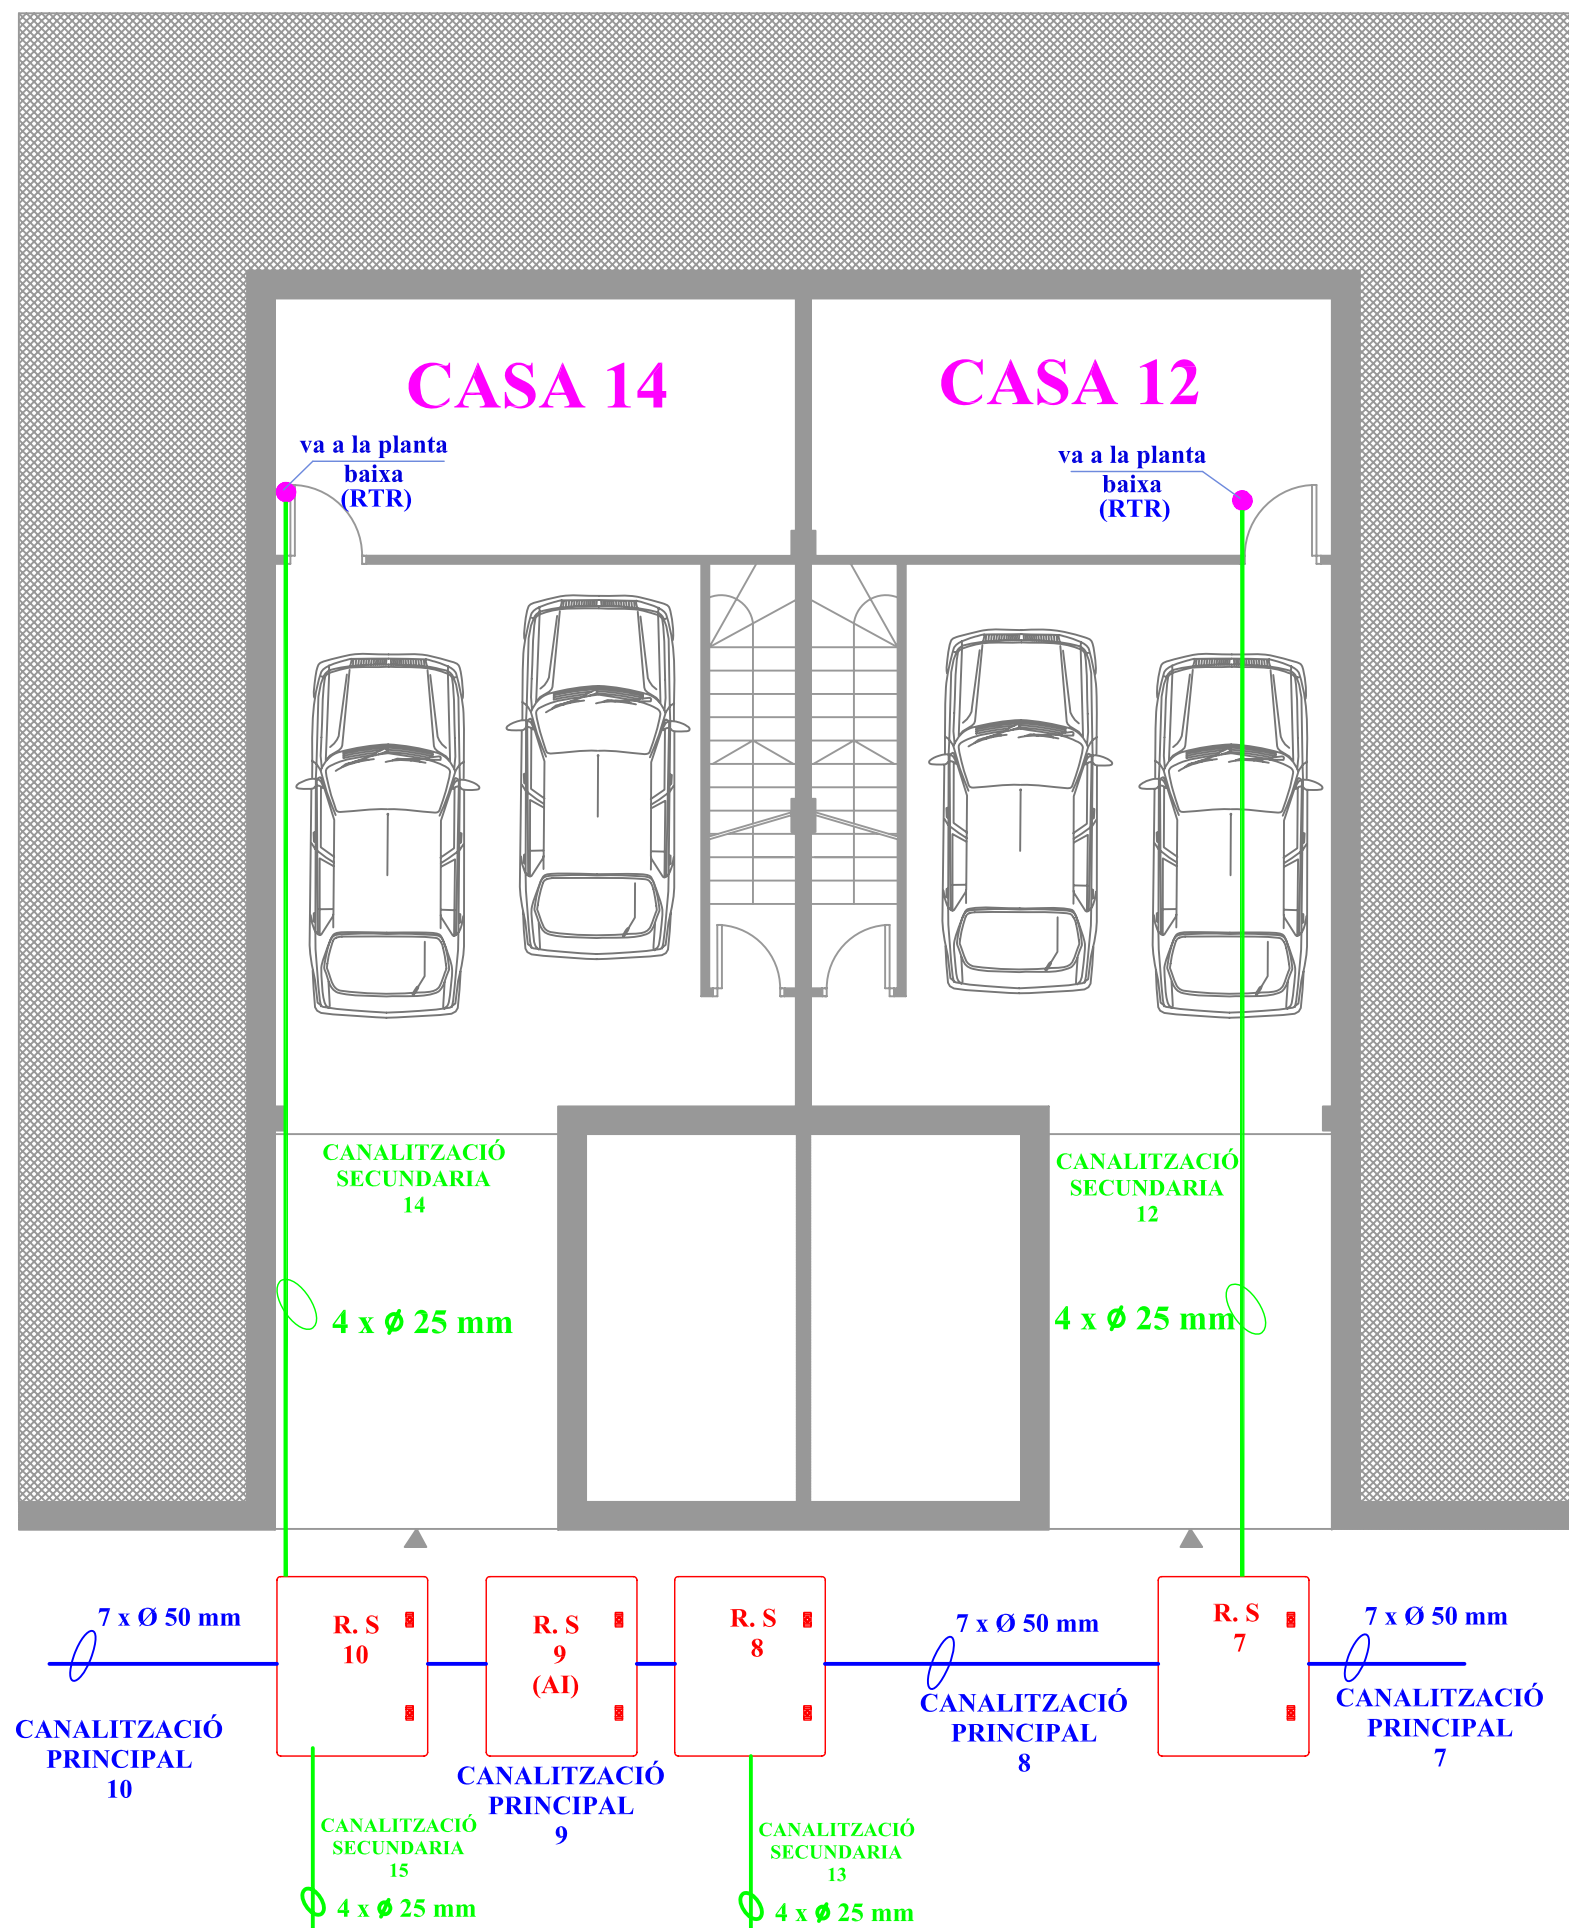 CASA 14
CASA 12
va a la planta
baixa
(RTR)
va a la planta
baixa
(RTR)
CANALITZACIÓ
SECUNDARIA
14
CANALITZACIÓ
SECUNDARIA
12
4 x ø 25 mm
4 x ø 25 mm
7 x Ø 50 mm
R. S
10
R. S
9
(AI)
R. S
8
7 x Ø 50 mm
R. S
7
7 x Ø 50 mm
CANALITZACIÓ
PRINCIPAL
10
CANALITZACIÓ
PRINCIPAL
9
CANALITZACIÓ
PRINCIPAL
8
CANALITZACIÓ
PRINCIPAL
7
CANALITZACIÓ
SECUNDARIA
15
4 x ø 25 mm
CANALITZACIÓ
SECUNDARIA
13
4 x ø 25 mm